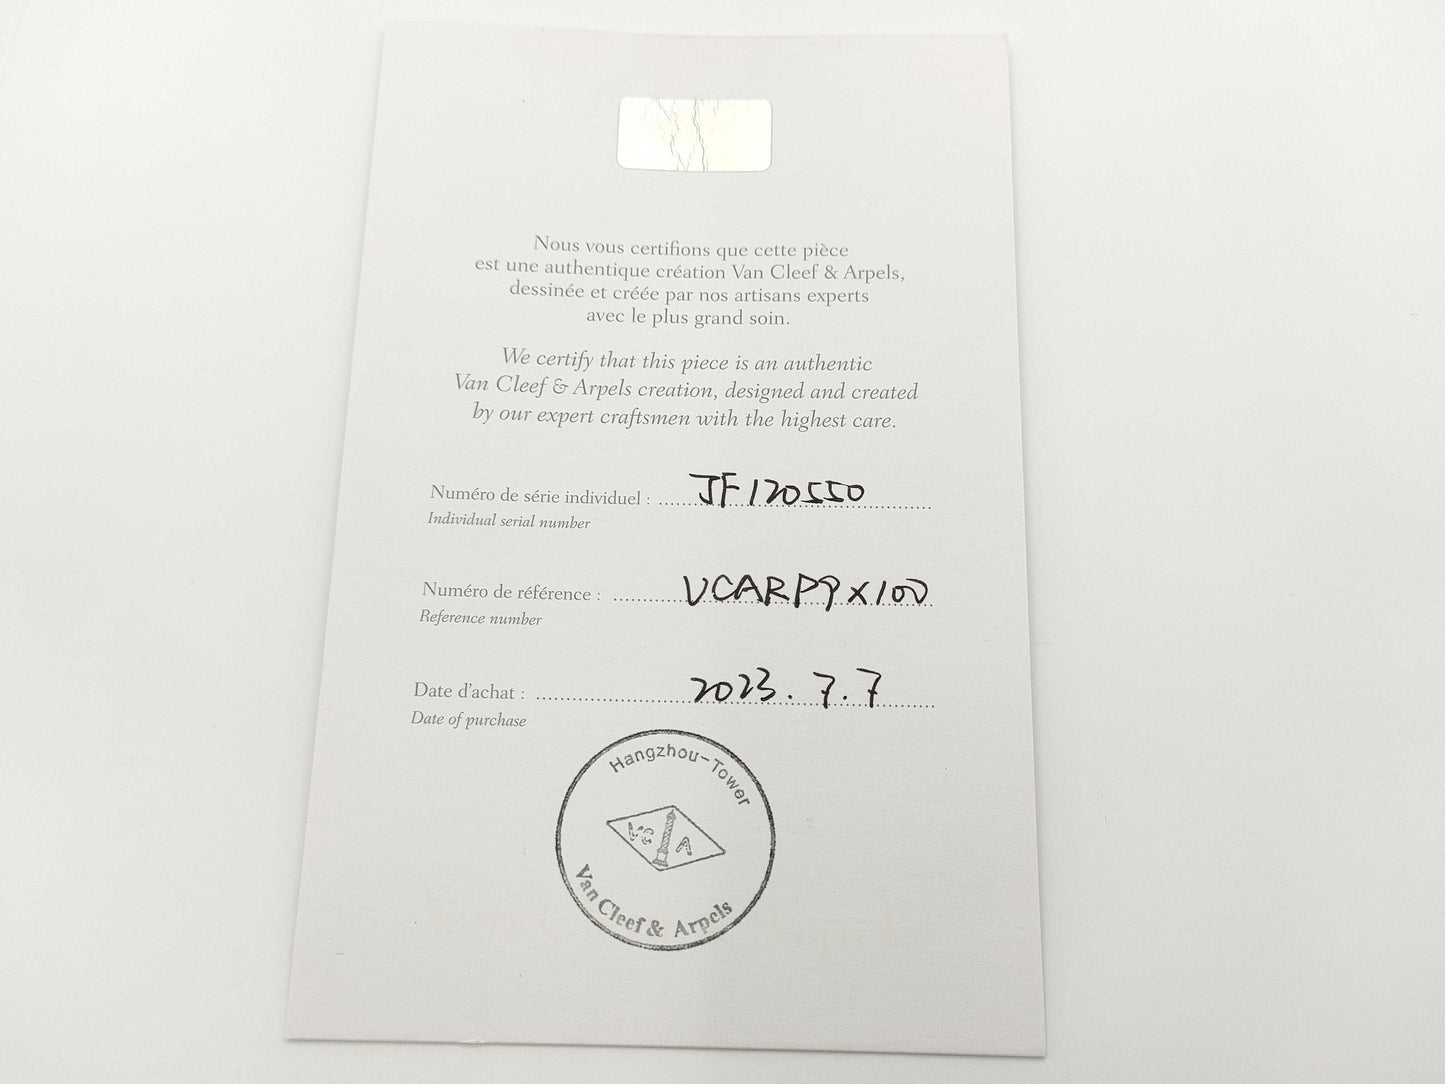 Nous vous certifions que cette pièce
est une authentique création Van Cleef & Arpels,
dessinée et créée par nos artisans experts
avec le plus grand soin.
We certify that this piece is an authentic
Van Cleef & Arpels creation, designed and created
by our expert craftsmen with the highest care.
Numéro de série individuel : JF120550
Individual serial number
Numéro de référence : VCARP9X100
Reference number
Date d'achat : 2023.7.7
Date of purchase
Hangzhou-Tower
VC A
Van Cleef & Arpels